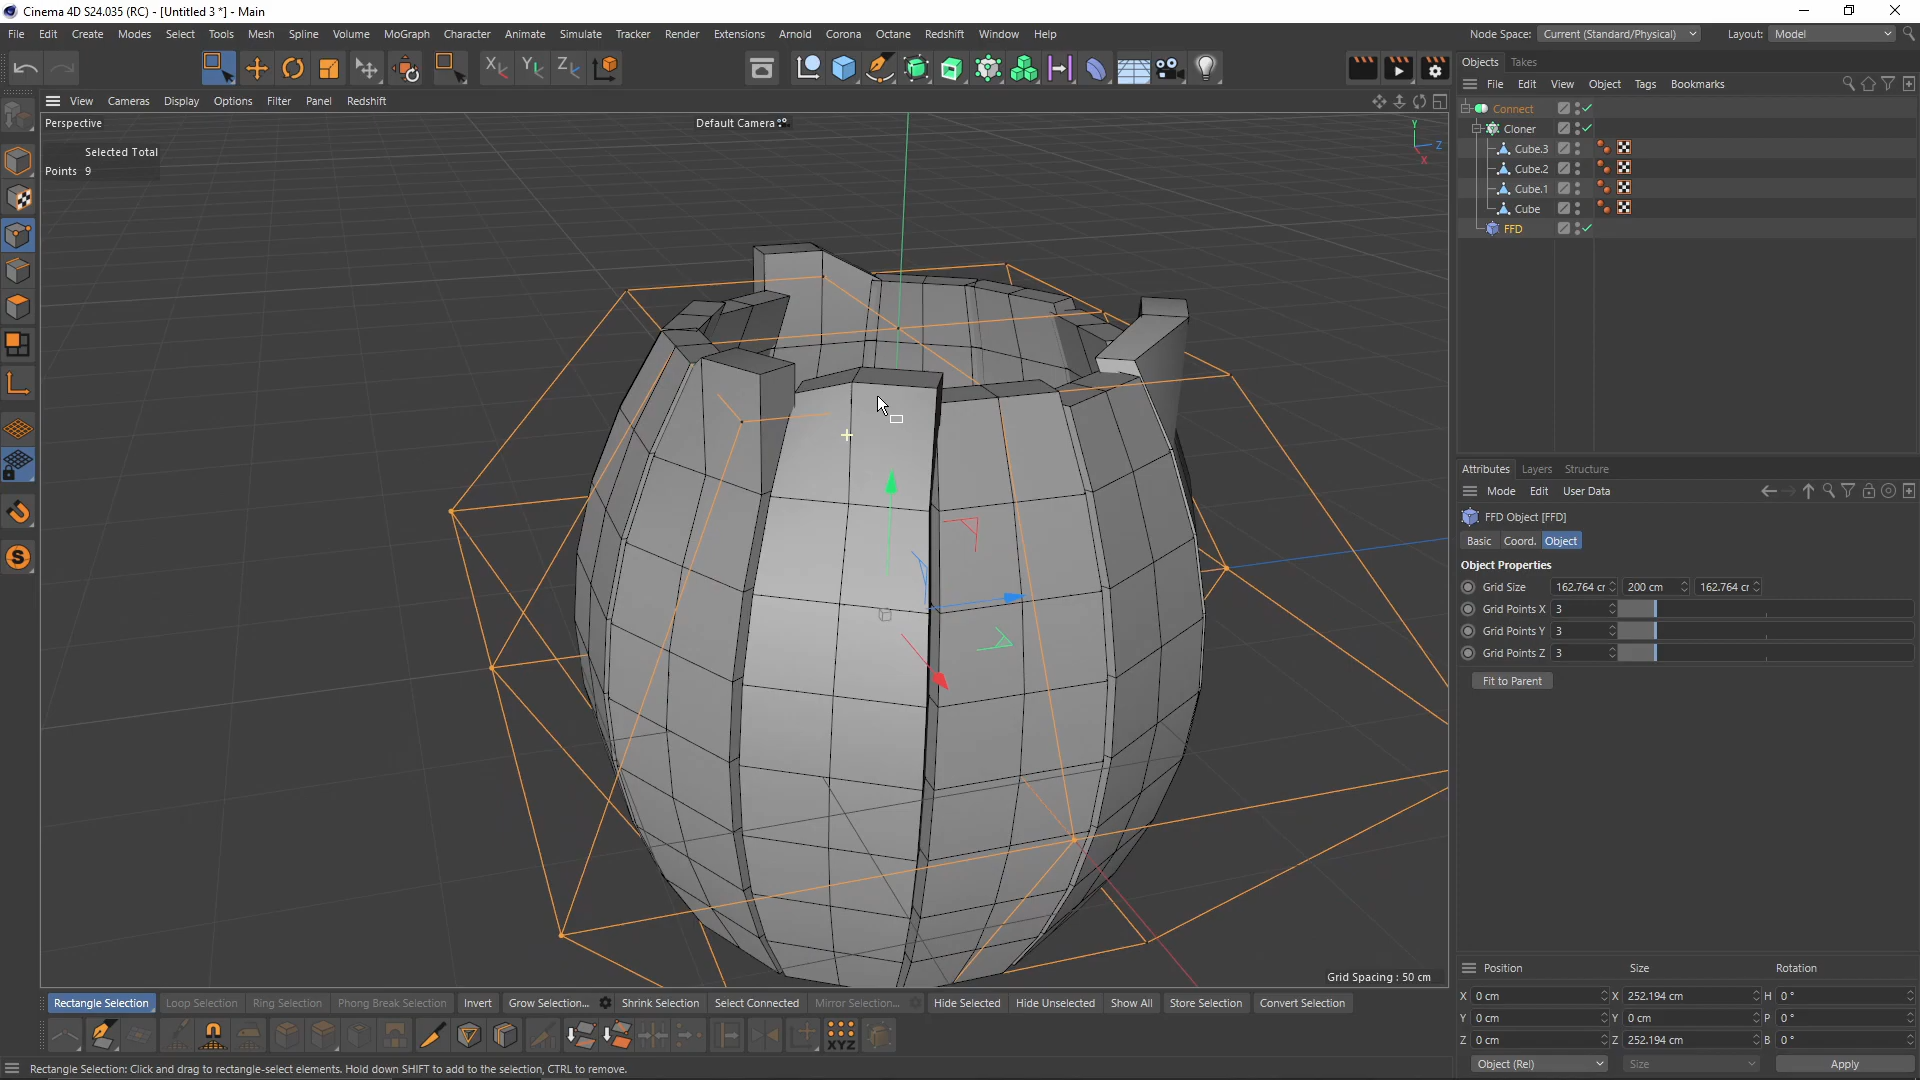 Cinema 4D S24.035 (RC) - [Untitled 3 *] - Main
File Edit Create Modes Select Tools Mesh Spline Volume MoGraph Character Animate Simulate Tracker Render Extensions Arnold Corona Octane Redshift Window Help
Node Space: Current (Standard/Physical) Layout: Model
Objects Takes
File Edit View Object Tags Bookmarks
View Cameras Display Options Filter Panel Redshift
Perspective Default Camera
Selected Total
Points 9
Y
Z
X
Connect
Cloner
Cube.3
Cube.2
Cube.1
Cube
FFD
Attributes Layers Structure
Mode Edit User Data
FFD Object [FFD]
Basic Coord. Object
Object Properties
Grid Size 162.764 cr 200 cm 162.764 cr
Grid Points X 3
Grid Points Y 3
Grid Points Z 3
Fit to Parent
Grid Spacing : 50 cm
Rectangle Selection Loop Selection Ring Selection Phong Break Selection Invert Grow Selection... Shrink Selection Select Connected Mirror Selection... Hide Selected Hide Unselected Show All Store Selection Convert Selection
XYZ
Position Size Rotation
X 0 cm X 252.194 cm H 0 °
Y 0 cm Y 0 cm P 0 °
Z 0 cm Z 252.194 cm B 0 °
Object (Rel) Size Apply
Rectangle Selection: Click and drag to rectangle-select elements. Hold down SHIFT to add to the selection, CTRL to remove.